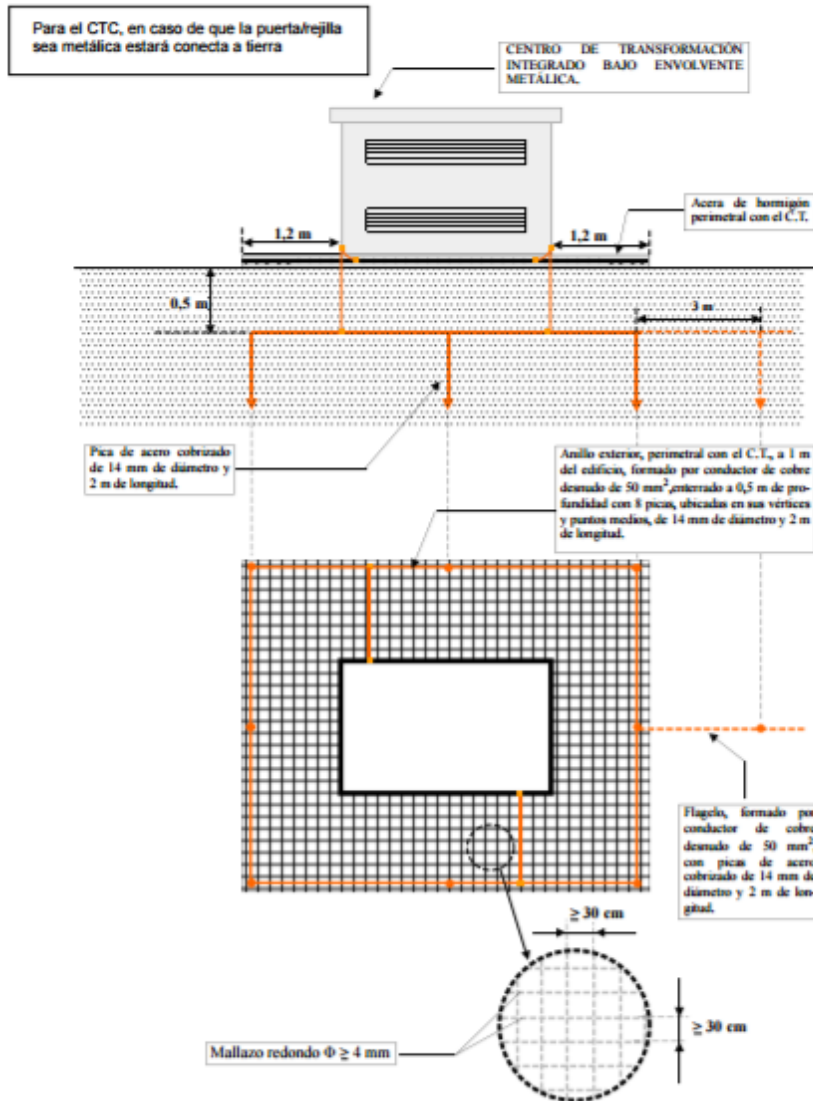 Para el CTC, en caso de que la puerta/rejilla
sea metálica estará conecta a tierra
CENTRO DE TRANSFORMACIÓN
INTEGRADO BAJO ENVOLVENTE
METÁLICA.
Acera de hormigón
perimetral con el C.T.
1,2 m
1,2 m
0,5 m
3 m
Pica de acero cobrizado
de 14 mm de diámetro y
2 m de longitud.
Anillo exterior, perimetral con el C.T., a 1 m
del edificio, formado por conductor de cobre
desnudo de 50 mm², enterrado a 0,5 m de pro-
fundidad con 8 picas, ubicadas en sus vértices
y puntos medios, de 14 mm de diámetro y 2 m
de longitud.
Flagelo, formado por
conductor de cobre
desnudo de 50 mm²
con picas de acero
cobrizado de 14 mm de
diámetro y 2 m de lon-
gitud.
≥ 30 cm
≥ 30 cm
Mallazo redondo Φ ≥ 4 mm